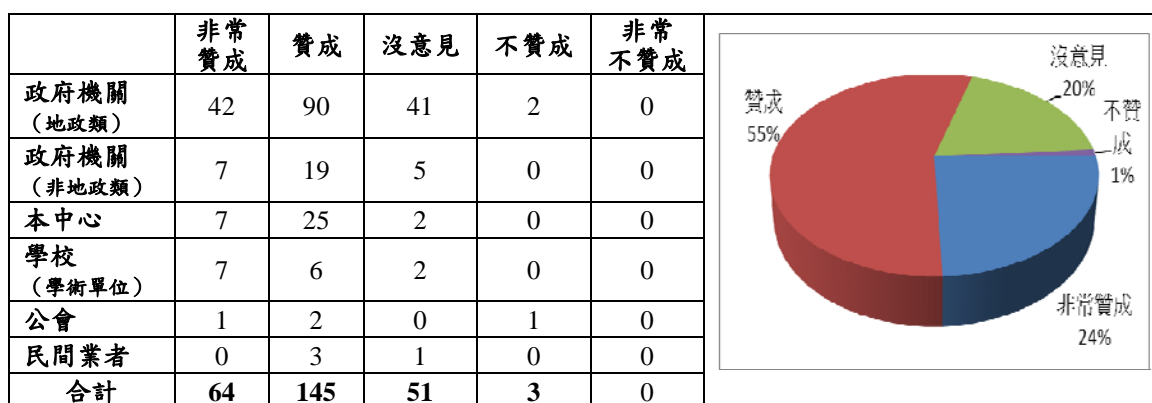 非常 贊成 贊成 沒意見 不贊成 非常 不贊成
政府機關 (地政類) 42 90 41 2 0
政府機關 (非地政類) 7 19 5 0 0
本中心 7 25 2 0 0
學校 (學術單位) 7 6 2 0 0
公會 1 2 0 1 0
民間業者 0 3 1 0 0
合計 64 145 51 3 0
沒意見
20%
贊成
55%
不贊
成
1%
非常贊成
24%